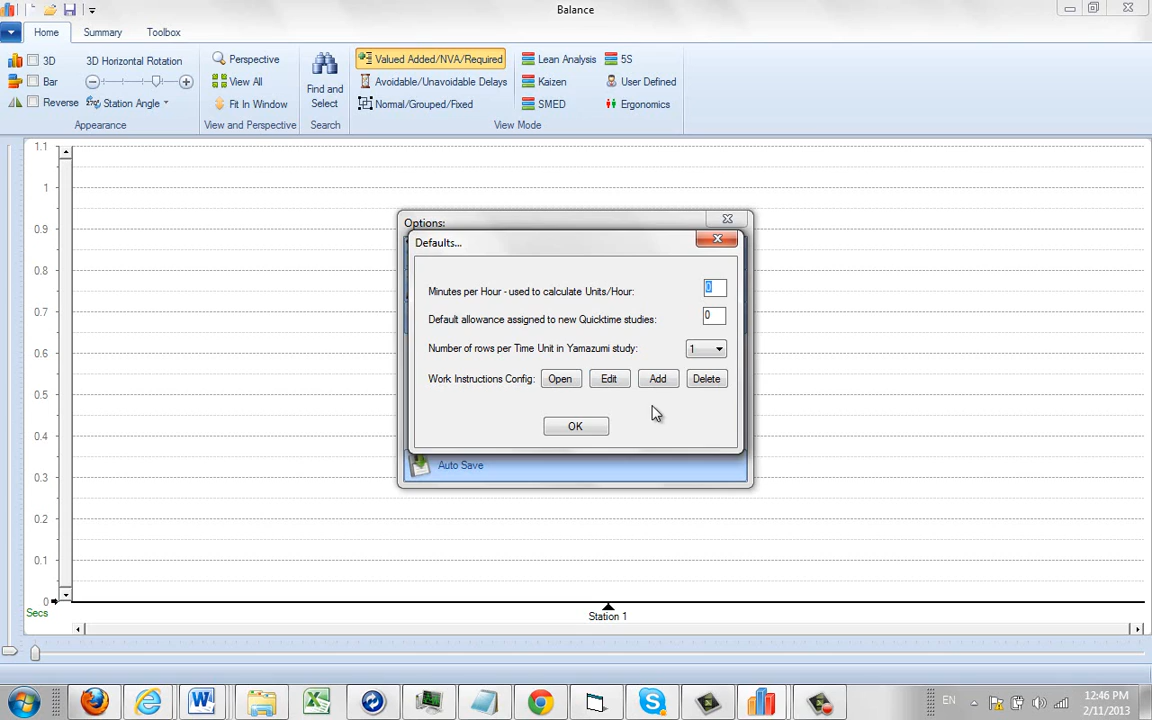 Balance
Home Summary Toolbox
3D 3D Horizontal Rotation Perspective Valued Added/NVA/Required Lean Analysis 5S
Bar View All Find and Select Avoidable/Unavoidable Delays Kaizen User Defined
Reverse Station Angle Fit In Window Normal/Grouped/Fixed SMED Ergonomics
Appearance View and Perspective Search View Mode
1.1
1
0.9
0.8
0.7
0.6
0.5
0.4
0.3
0.2
0.1
0
Secs
Station 1
Options:
Defaults...
Minutes per Hour - used to calculate Units/Hour: 0
Default allowance assigned to new Quicktime studies: 0
Number of rows per Time Unit in Yamazumi study: 1
Work Instructions Config: Open Edit Add Delete
OK
Auto Save
EN
12:46 PM
2/11/2013